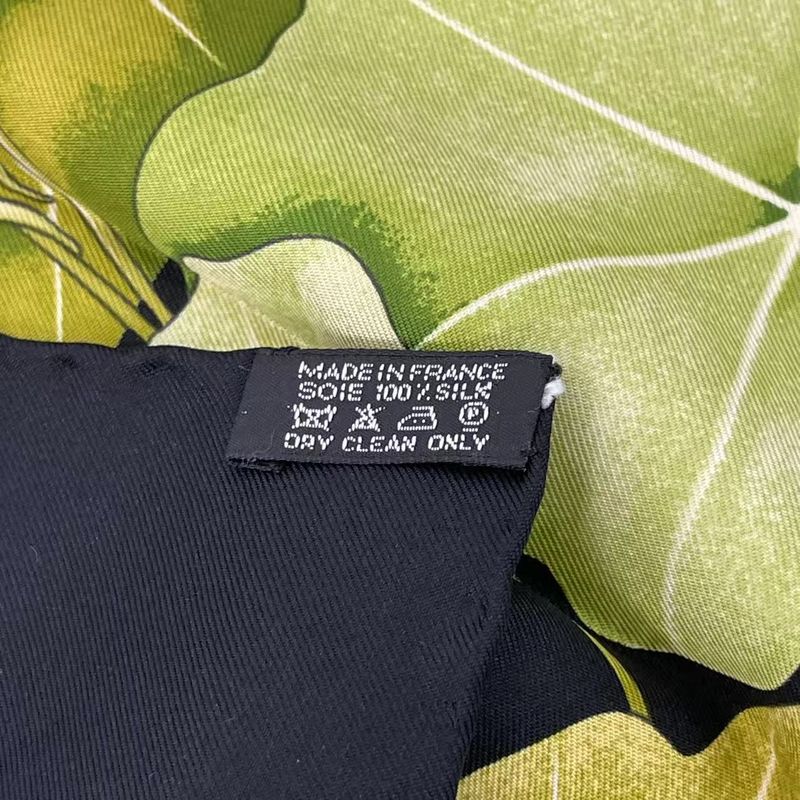 MADE IN FRANCE
SOIE 100% SILK
P
DRY CLEAN ONLY